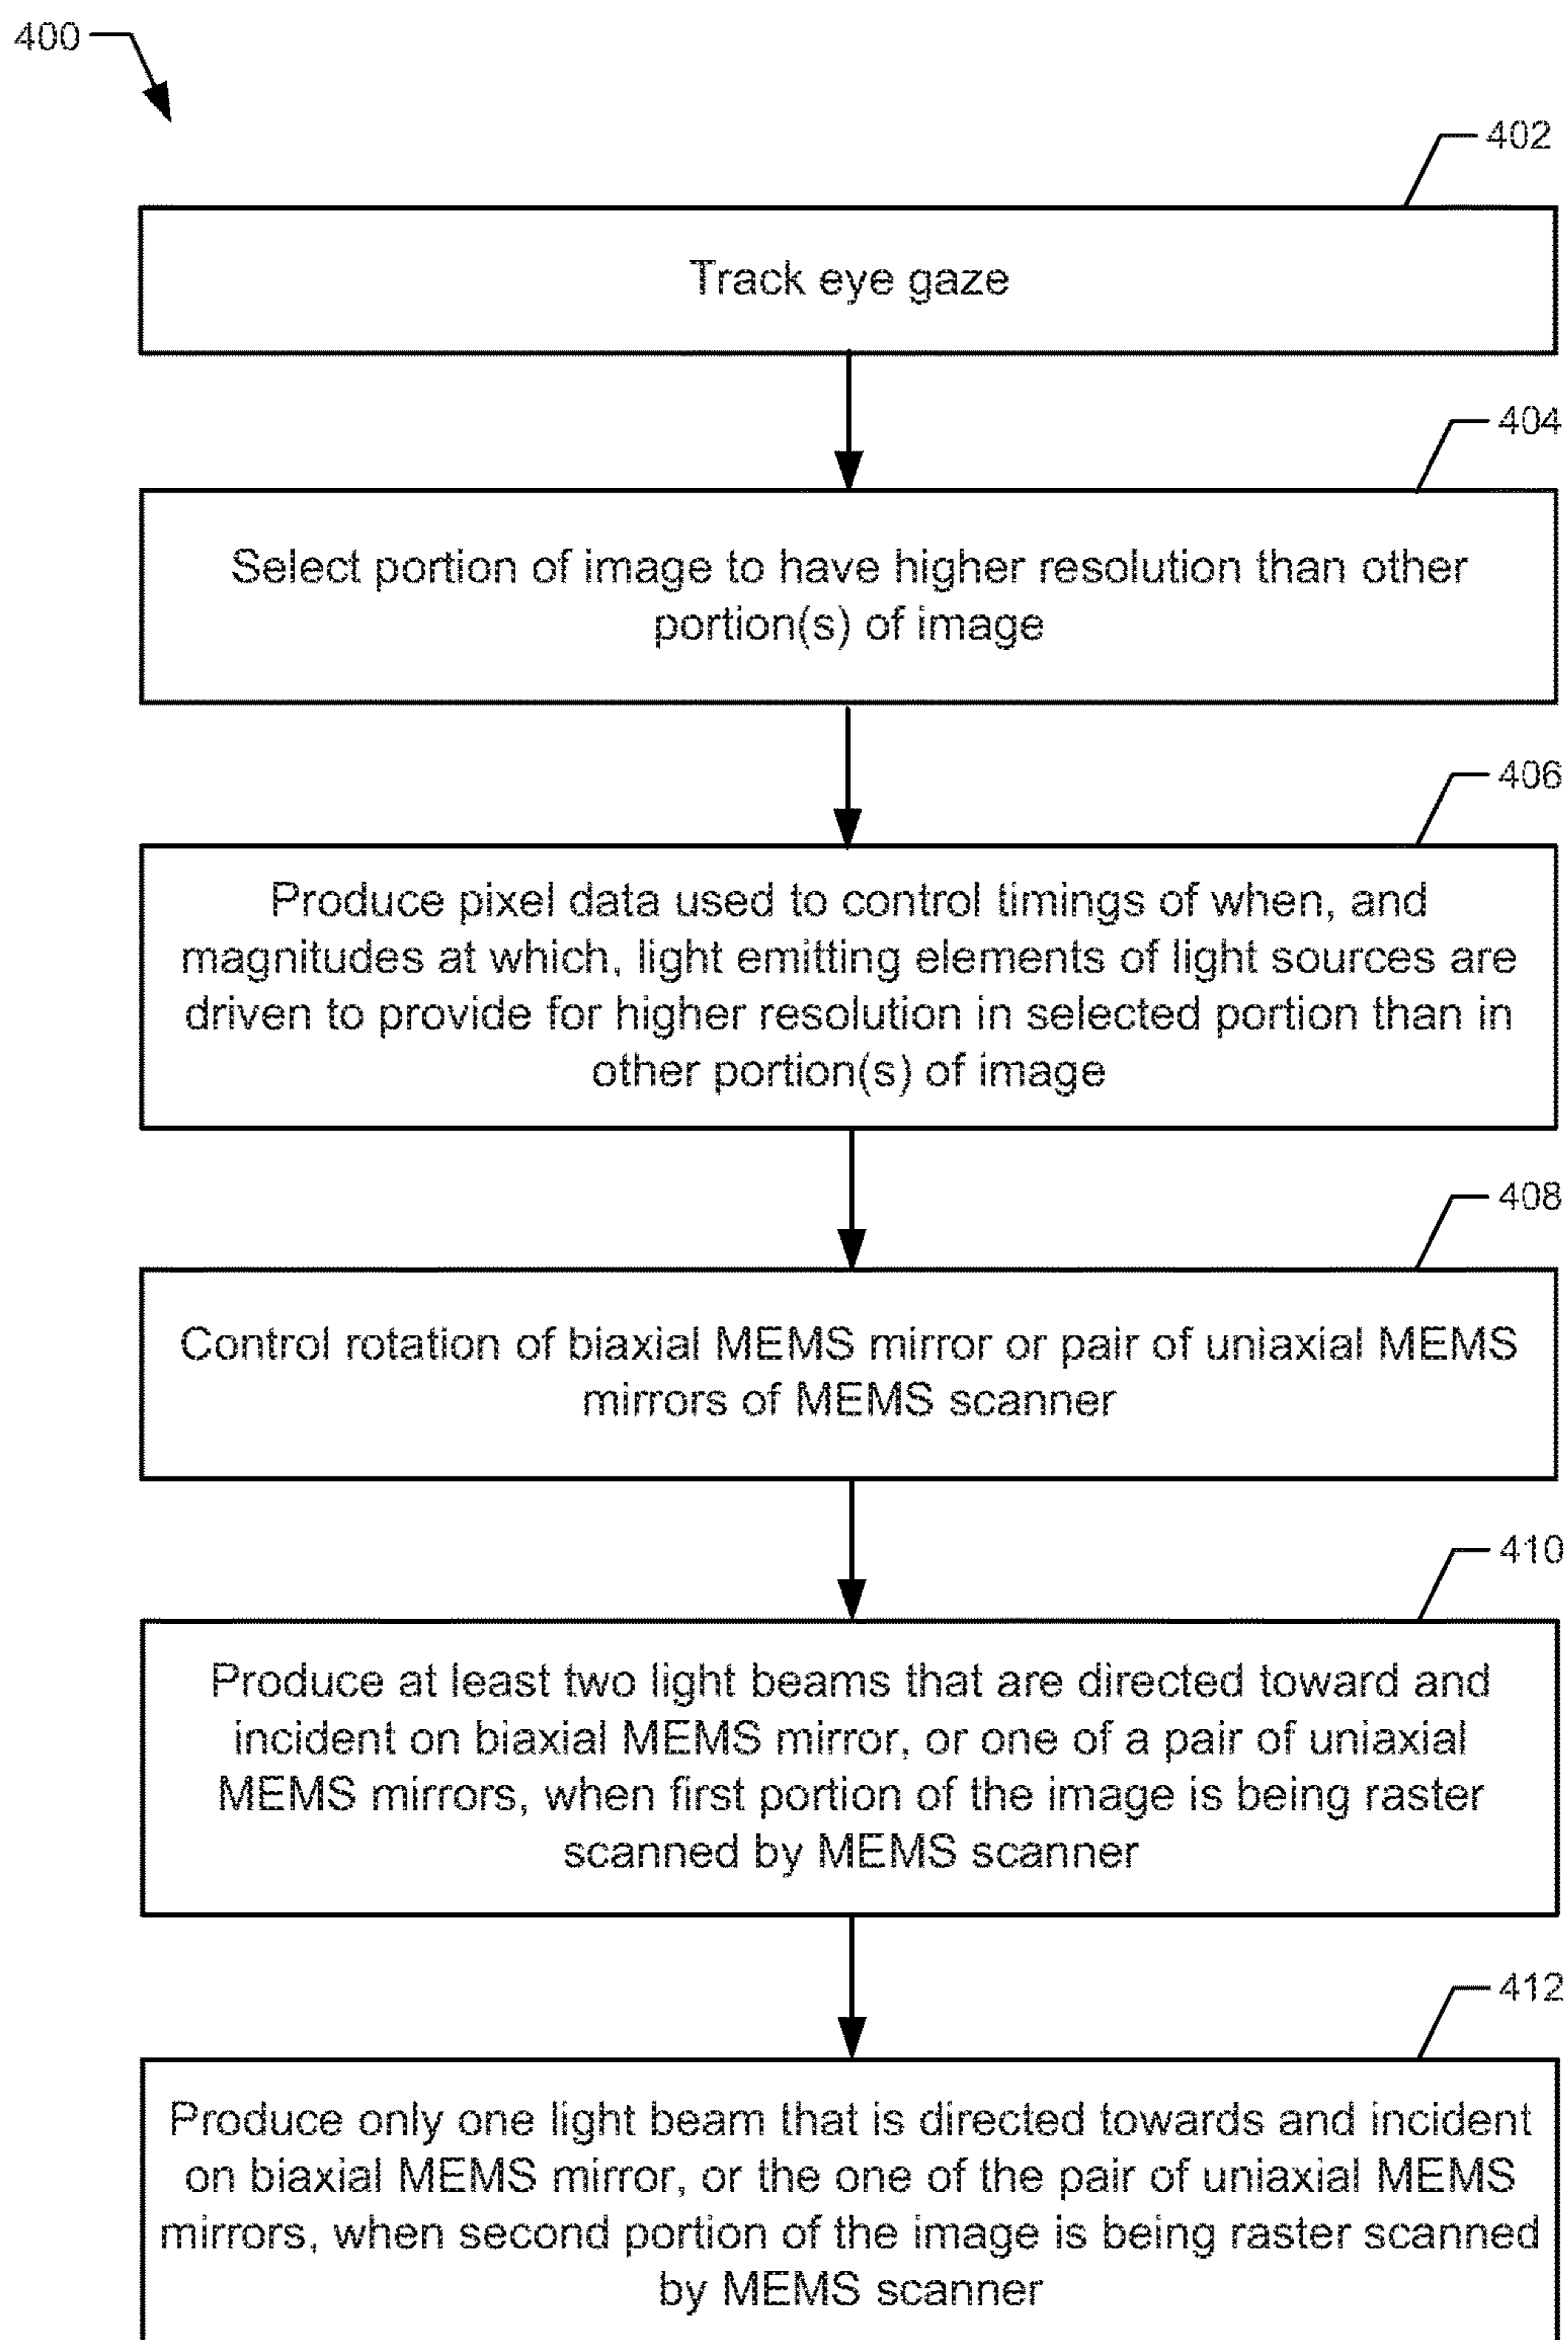 400
402
Track eye gaze
404
Select portion of image to have higher resolution than other
portion(s) of image
406
Produce pixel data used to control timings of when, and
magnitudes at which, light emitting elements of light sources are
driven to provide for higher resolution in selected portion than in
other portion(s) of image
408
Control rotation of biaxial MEMS mirror or pair of uniaxial MEMS
mirrors of MEMS scanner
410
Produce at least two light beams that are directed toward and
incident on biaxial MEMS mirror, or one of a pair of uniaxial
MEMS mirrors, when first portion of the image is being raster
scanned by MEMS scanner
412
Produce only one light beam that is directed towards and incident
on biaxial MEMS mirror, or the one of the pair of uniaxial MEMS
mirrors, when second portion of the image is being raster scanned
by MEMS scanner